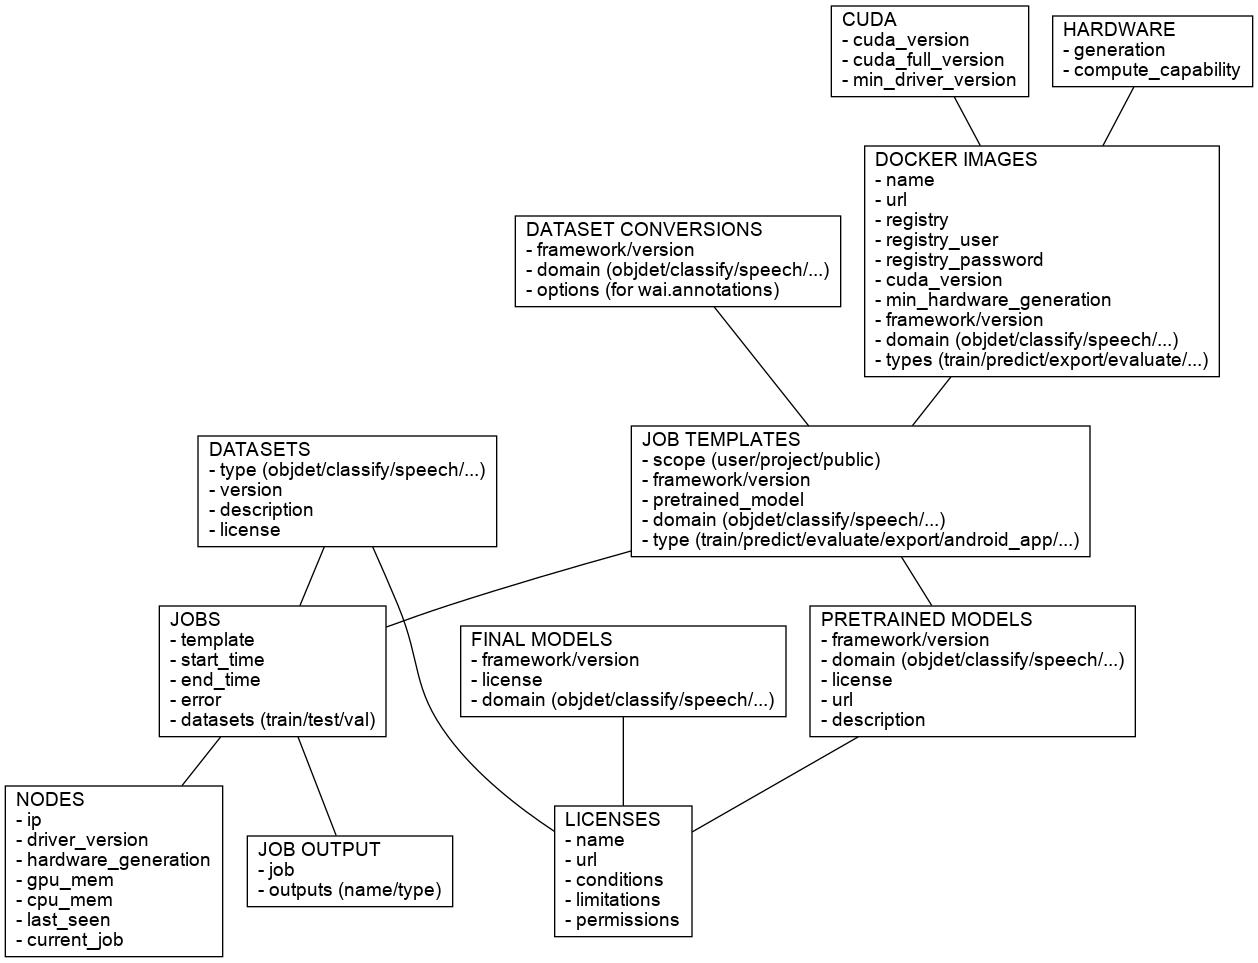 CUDA
- cuda_version
- cuda_full_version
- min_driver_version
HARDWARE
- generation
- compute_capability
DOCKER IMAGES
- name
- url
- registry
- registry_user
- registry_password
- cuda_version
- min_hardware_generation
- framework/version
- domain (objdet/classify/speech/...)
- types (train/predict/export/evaluate/...)
DATASET CONVERSIONS
- framework/version
- domain (objdet/classify/speech/...)
- options (for wai.annotations)
JOB TEMPLATES
- scope (user/project/public)
- framework/version
- pretrained_model
- domain (objdet/classify/speech/...)
- type (train/predict/evaluate/export/android_app/...)
DATASETS
- type (objdet/classify/speech/...)
- version
- description
- license
JOBS
- template
- start_time
- end_time
- error
- datasets (train/test/val)
FINAL MODELS
- framework/version
- license
- domain (objdet/classify/speech/...)
PRETRAINED MODELS
- framework/version
- domain (objdet/classify/speech/...)
- license
- url
- description
NODES
- ip
- driver_version
- hardware_generation
- gpu_mem
- cpu_mem
- last_seen
- current_job
JOB OUTPUT
- job
- outputs (name/type)
LICENSES
- name
- url
- conditions
- limitations
- permissions